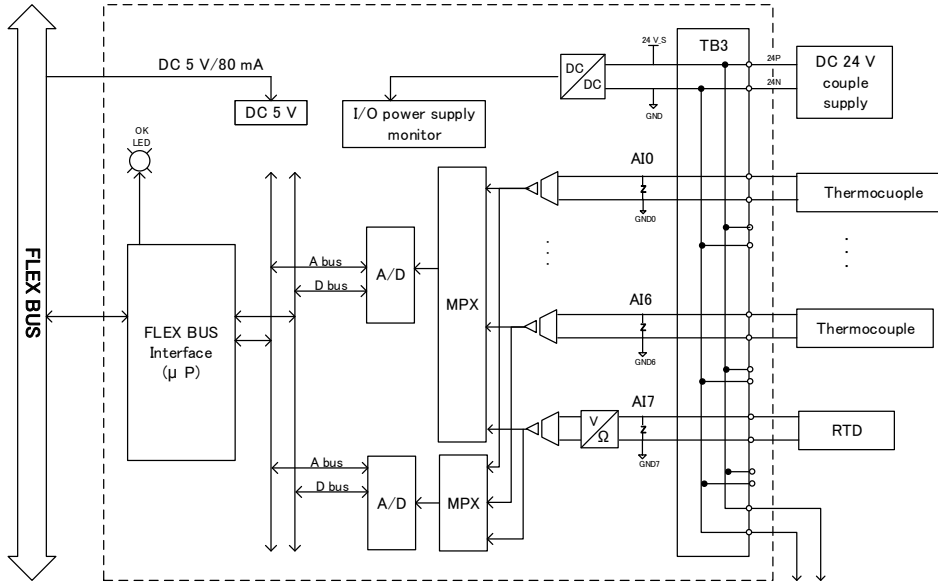 FLEX BUS
DC 5 V/80 mA
DC 5 V
OK
LED
I/O power supply
monitor
DC
DC
24 V_S
GND
TB3
24P
24N
DC 24 V
couple
supply
AI0
GND0
Thermocuople
A bus
D bus
A/D
MPX
FLEX BUS
Interface
(μ P)
AI6
GND6
Thermocouple
AI7
V
Ω
GND7
RTD
A bus
D bus
A/D
MPX